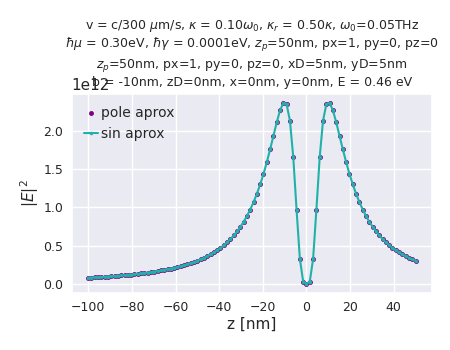 v = c/300 μm/s, κ = 0.10ω₀, κᵣ = 0.50κ, ω₀=0.05THz
ħμ = 0.30eV, ħγ = 0.0001eV, zₚ=50nm, px=1, py=0, pz=0
zₚ=50nm, px=1, py=0, pz=0, xD=5nm, yD=5nm
= -10nm, zD=0nm, x=0nm, y=0nm, E = 0.46 eV
1e12
pole aprox
sin aprox
|E|²
2.0
1.5
1.0
0.5
0.0
−100 −80 −60 −40 −20 0 20 40
z [nm]